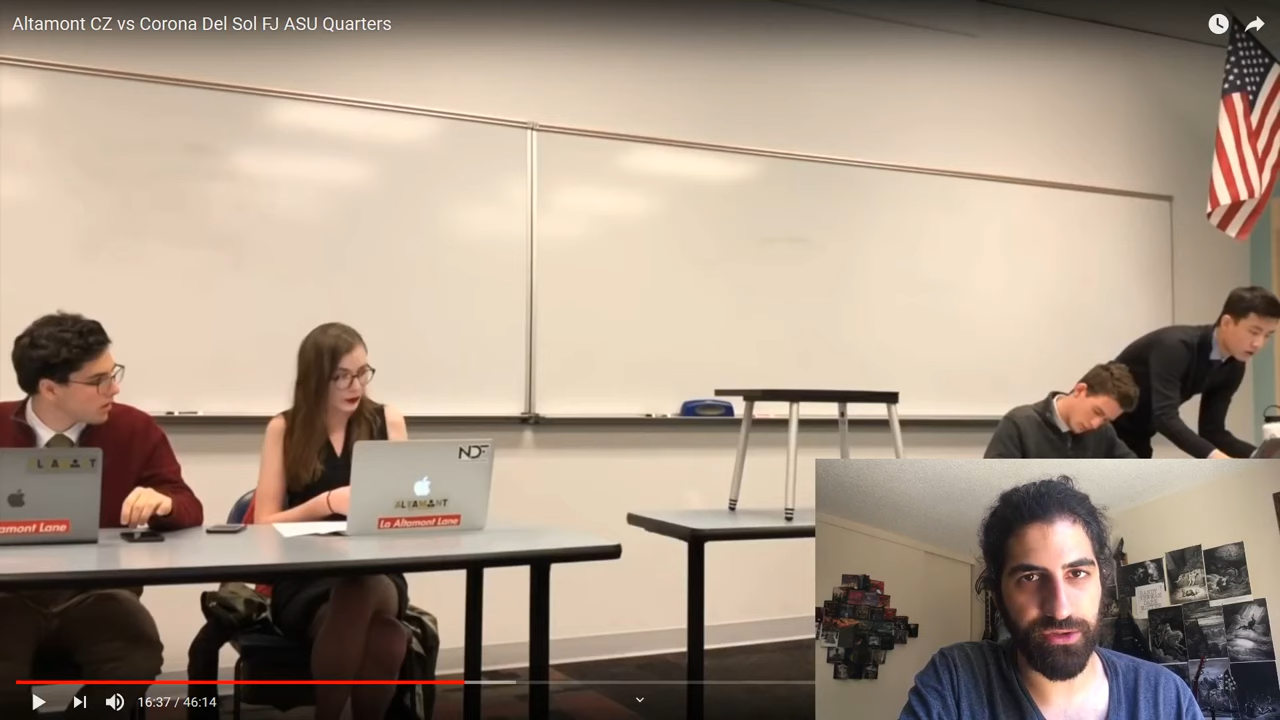 Altamont CZ vs Corona Del Sol FJ ASU Quarters
NDF
ALTAMONT
ALTAMONT
La Altamont Lane
amont Lane
16:37 / 46:14